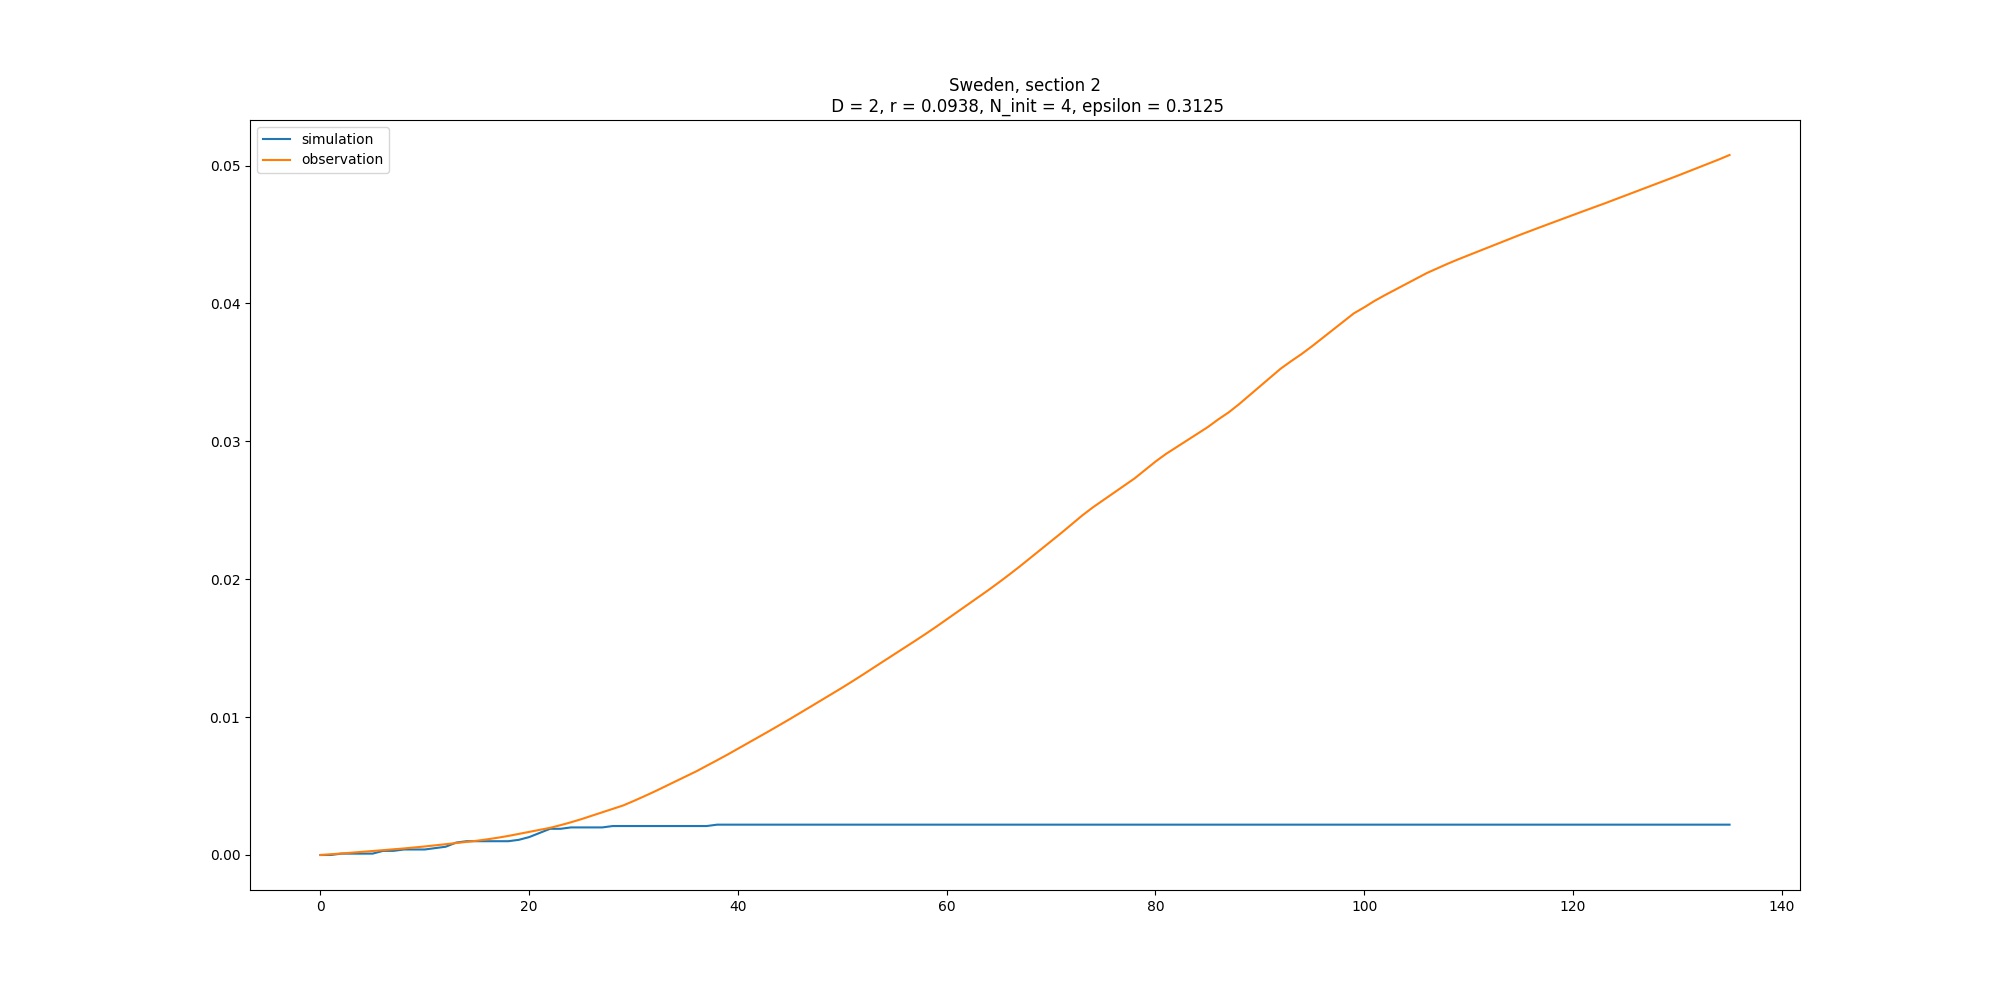 Sweden, section 2
D = 2, r = 0.0938, N_init = 4, epsilon = 0.3125
simulation
observation
0.05
0.04
0.03
0.02
0.01
0.00
0 20 40 60 80 100 120 140